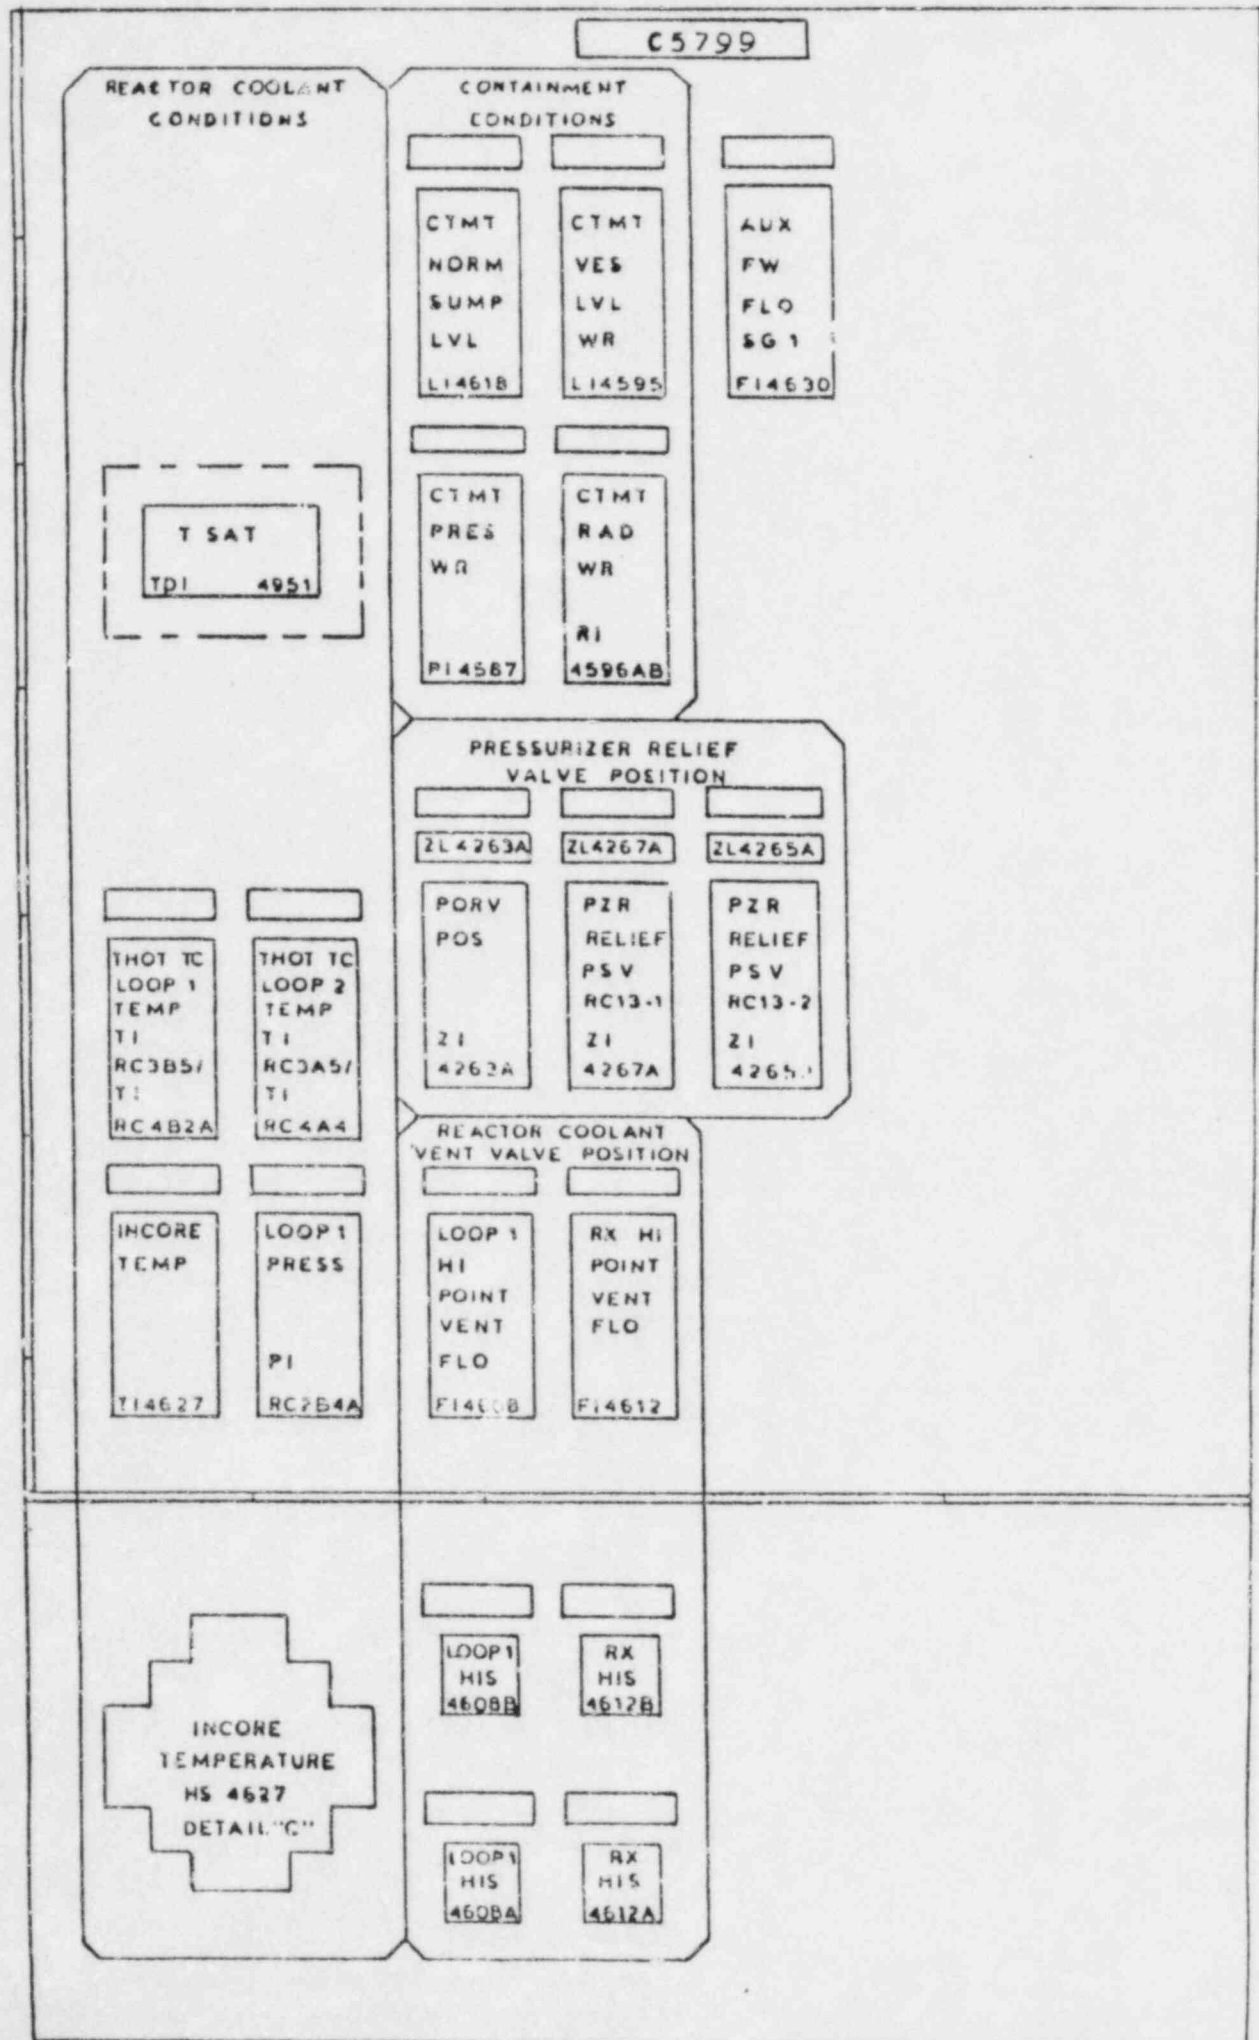 C5799
REACTOR COOLANT
CONDITIONS
CONTAINMENT
CONDITIONS
CTMT
NORM
SUMP
LVL
LI4618
CTMT
VES
LVL
WR
LI4595
AUX
FW
FLO
SG 1
FI4630
T SAT
TDI 4951
CTMT
PRES
WR
PI4587
CTMT
RAD
WR
RI
4596AB
PRESSURIZER RELIEF
VALVE POSITION
ZL4263A
ZL4267A
ZL4265A
PORV
POS
ZI
4263A
PZR
RELIEF
PSV
RC13-1
ZI
4267A
PZR
RELIEF
PSV
RC13-2
ZI
THOT TC
LOOP 1
TEMP
TI
RC3B5/
TI
RC4B2A
THOT TC
LOOP 2
TEMP
TI
RC3A5/
TI
RC4A4
INCORE
TEMP
TI4627
LOOP 1
PRESS
PI
RC2B4A
REACTOR COOLANT
VENT VALVE POSITION
LOOP 1
HI
POINT
VENT
FLO
RX HI
POINT
VENT
FLO
FI4612
INCORE
TEMPERATURE
HS 4627
DETAIL "C"
LOOP 1
HIS
4608B
RX
HIS
4612B
LOOP 1
HIS
4608A
RX
HIS
4612A